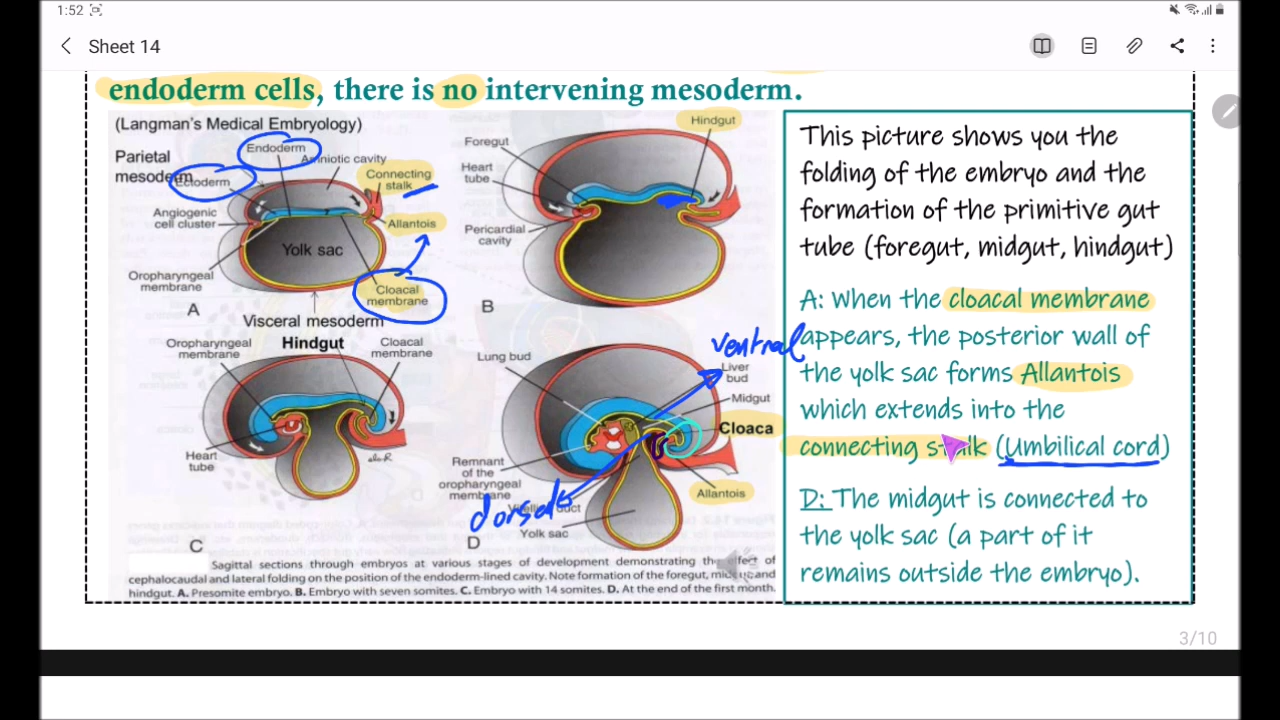 1:52
Sheet 14
endoderm cells, there is no intervening mesoderm.
(Langman's Medical Embryology)
Parietal
mesoderm
Endoderm
Amniotic cavity
Ectoderm
Connecting
stalk
Angiogenic
cell cluster
Allantois
Yolk sac
Oropharyngeal
membrane
Cloacal
membrane
A
Visceral mesoderm
Hindgut
Foregut
Heart
tube
Pericardial
cavity
B
Oropharyngeal
membrane
Hindgut
Cloacal
membrane
Heart
tube
C
ventral
Lung bud
Liver
bud
Midgut
Cloaca
Remnant
of the
oropharyngeal
membrane
dorsal
Vitelline duct
Allantois
Yolk sac
D
Sagittal sections through embryos at various stages of development demonstrating the effect of
cephalocaudal and lateral folding on the position of the endoderm-lined cavity. Note formation of the foregut, midgut, and
hindgut. A. Presomite embryo. B. Embryo with seven somites. C. Embryo with 14 somites. D. At the end of the first month.
This picture shows you the
folding of the embryo and the
formation of the primitive gut
tube (foregut, midgut, hindgut)
A: When the cloacal membrane
appears, the posterior wall of
the yolk sac forms Allantois
which extends into the
connecting stalk (Umbilical cord)
D: The midgut is connected to
the yolk sac (a part of it
remains outside the embryo).
3/10